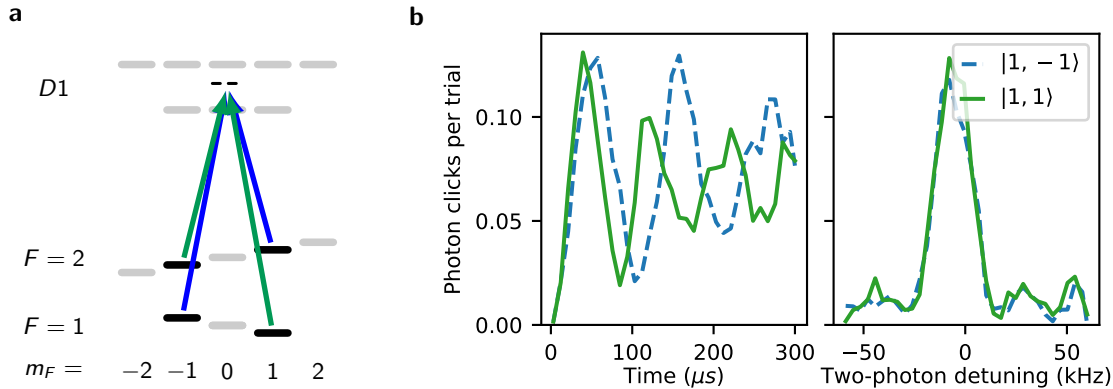 a
D1
F = 2
F = 1
m_F = −2 −1 0 1 2
b
Photon clicks per trial
0.10
0.05
0.00
0 100 200 300
Time (μs)
|1, −1⟩
|1, 1⟩
−50 0 50
Two-photon detuning (kHz)